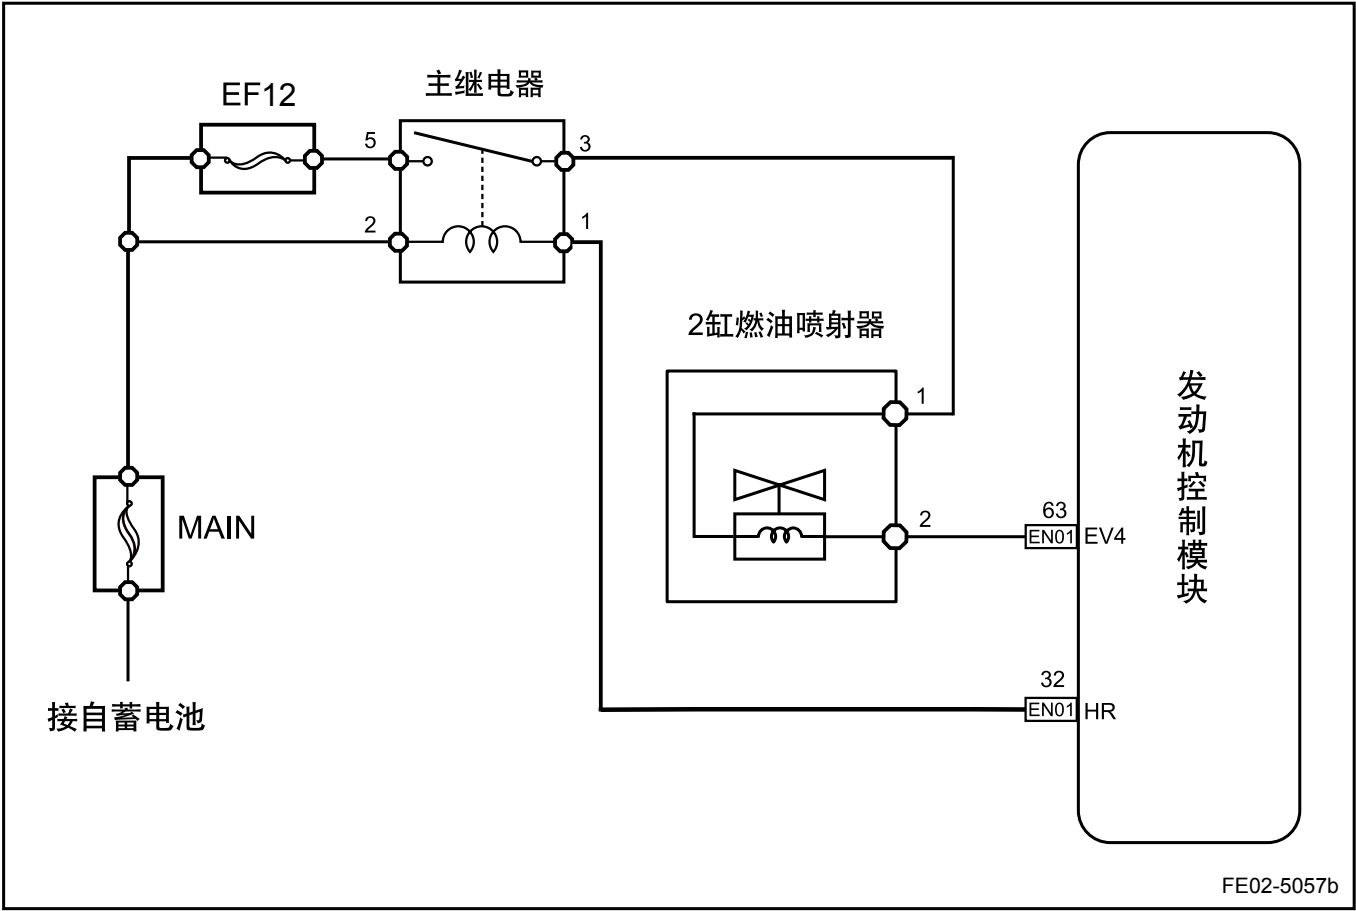 EF12
主继电器
5
3
2
1
2缸燃油喷射器
1
2
63
EN01
EV4
发动机控制模块
MAIN
32
EN01
HR
接自蓄电池
FE02-5057b